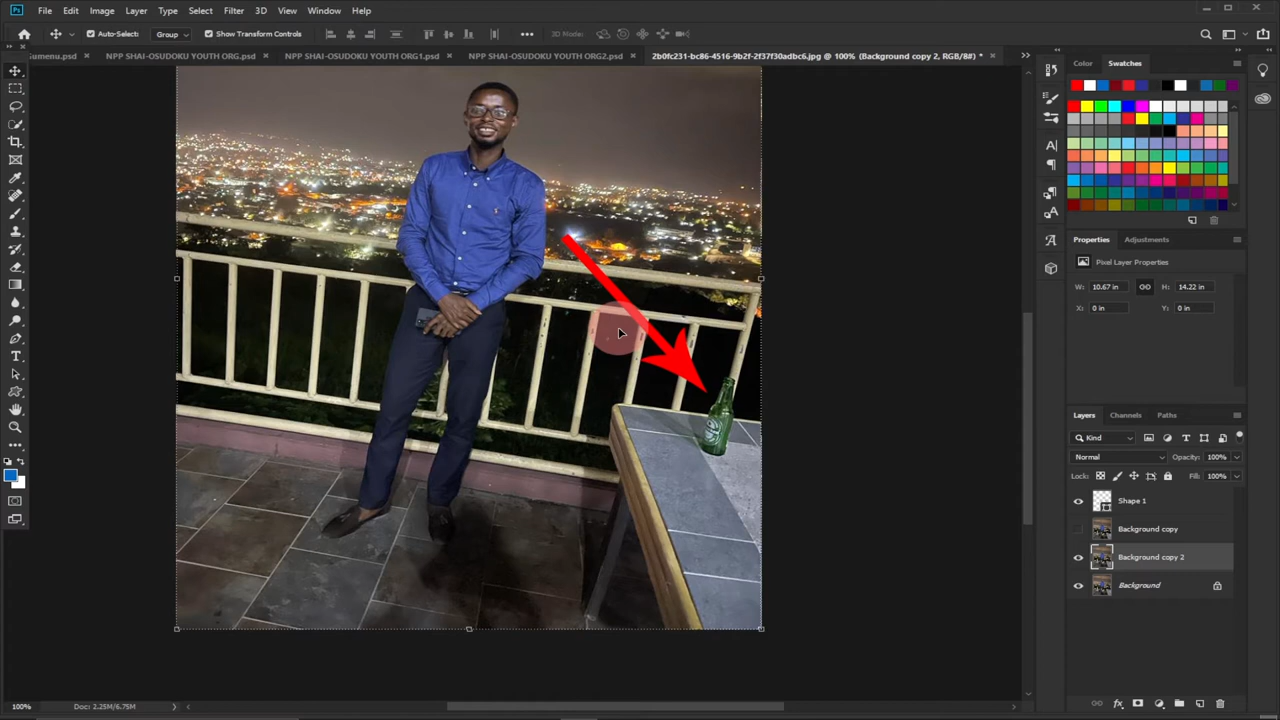 Ps File Edit Image Layer Type Select Filter 3D View Window Help
Auto-Select: Group Show Transform Controls 3D Mode:
umenu.psd × NPP SHAI-OSUDOKU YOUTH ORG.psd × NPP SHAI-OSUDOKU YOUTH ORG1.psd × NPP SHAI-OSUDOKU YOUTH ORG2.psd × 2b0fc231-bc86-4516-9b2f-2f37f30adbc6.jpg @ 100% (Background copy 2, RGB/8#) * ×
Color Swatches
Properties Adjustments
Pixel Layer Properties
W: 10.67 in H: 14.22 in
X: 0 in Y: 0 in
Layers Channels Paths
Kind
Normal Opacity: 100%
Lock: Fill: 100%
Shape 1
Background copy
Background copy 2
Background
100% Doc: 2.25M/6.75M